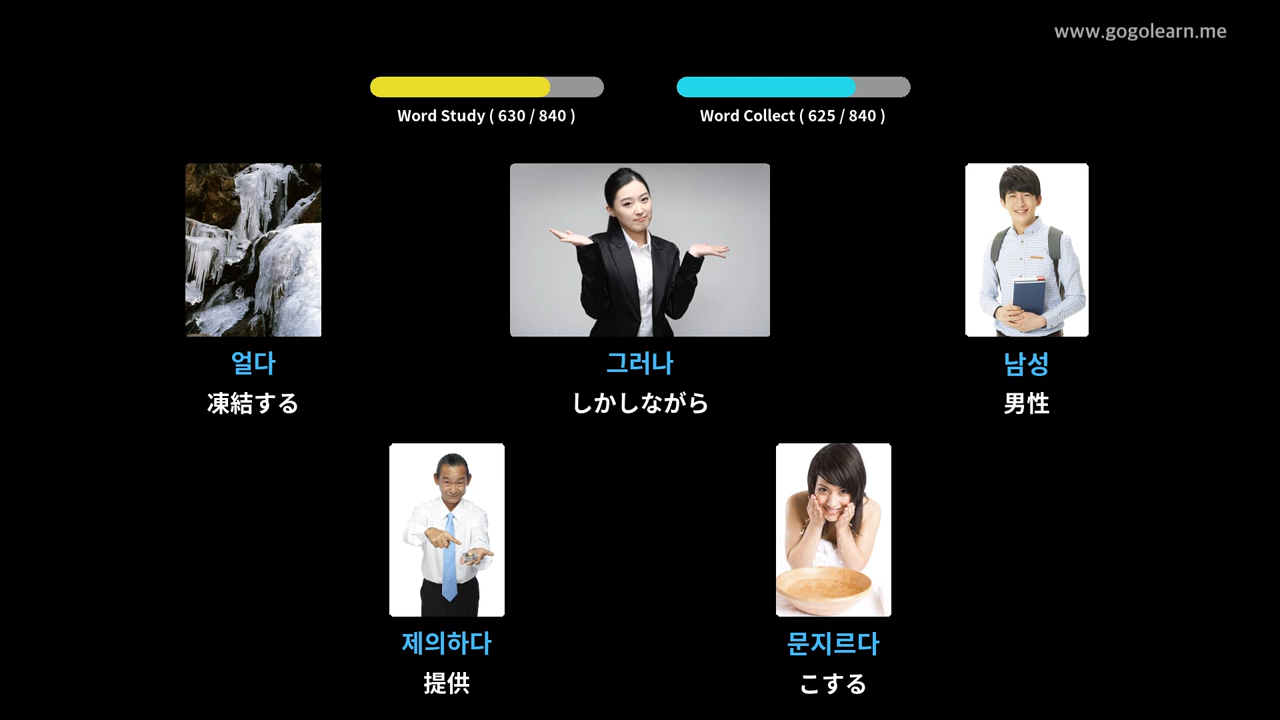 www.gogolearn.me
Word Study ( 630 / 840 )
Word Collect ( 625 / 840 )
얼다
凍結する
그러나
しかしながら
남성
男性
제의하다
提供
문지르다
こする